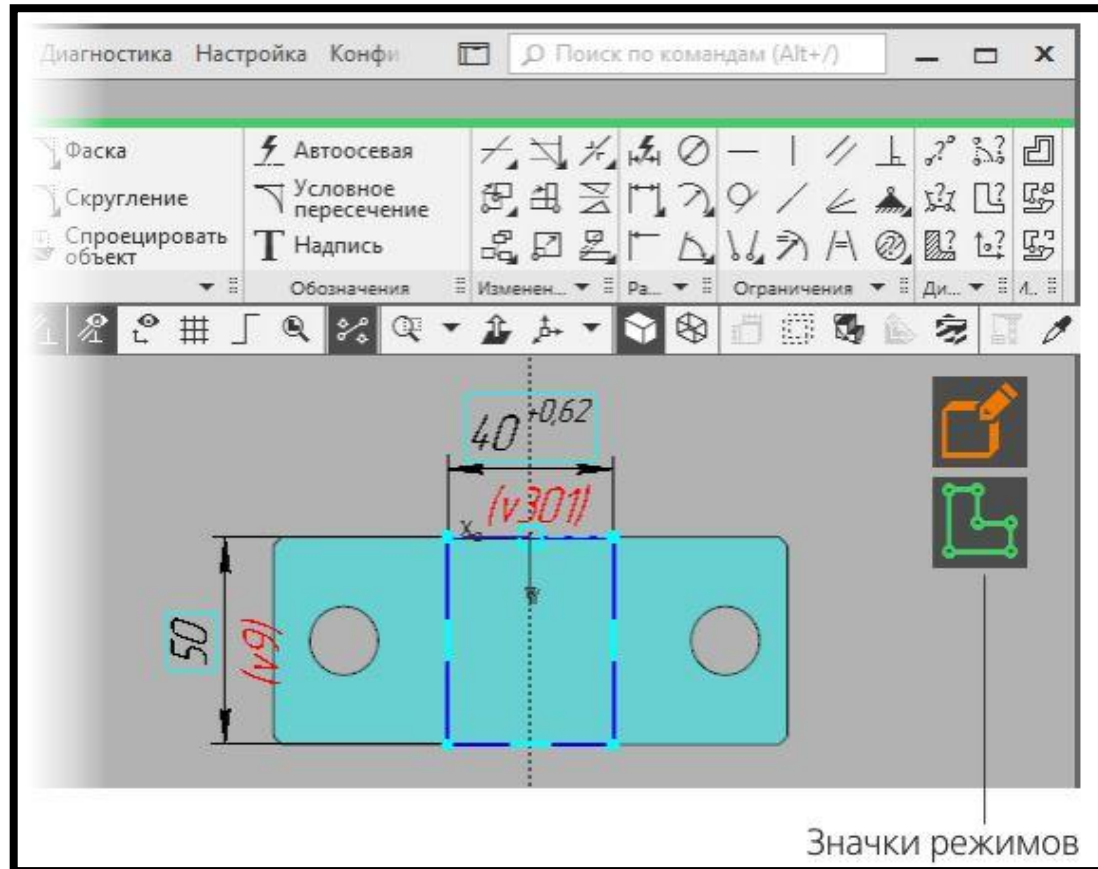 Диагностика Настройка Конфи
Поиск по командам (Alt+/)
Фаска
Автоосевая
Скругление
Условное
пересечение
Спроецировать
объект
Надпись
Обозначения
Изменен...
Ра...
Ограничения
Ди...
И..
40 +0,62
(v301)
X
50
(v9)
Значки режимов